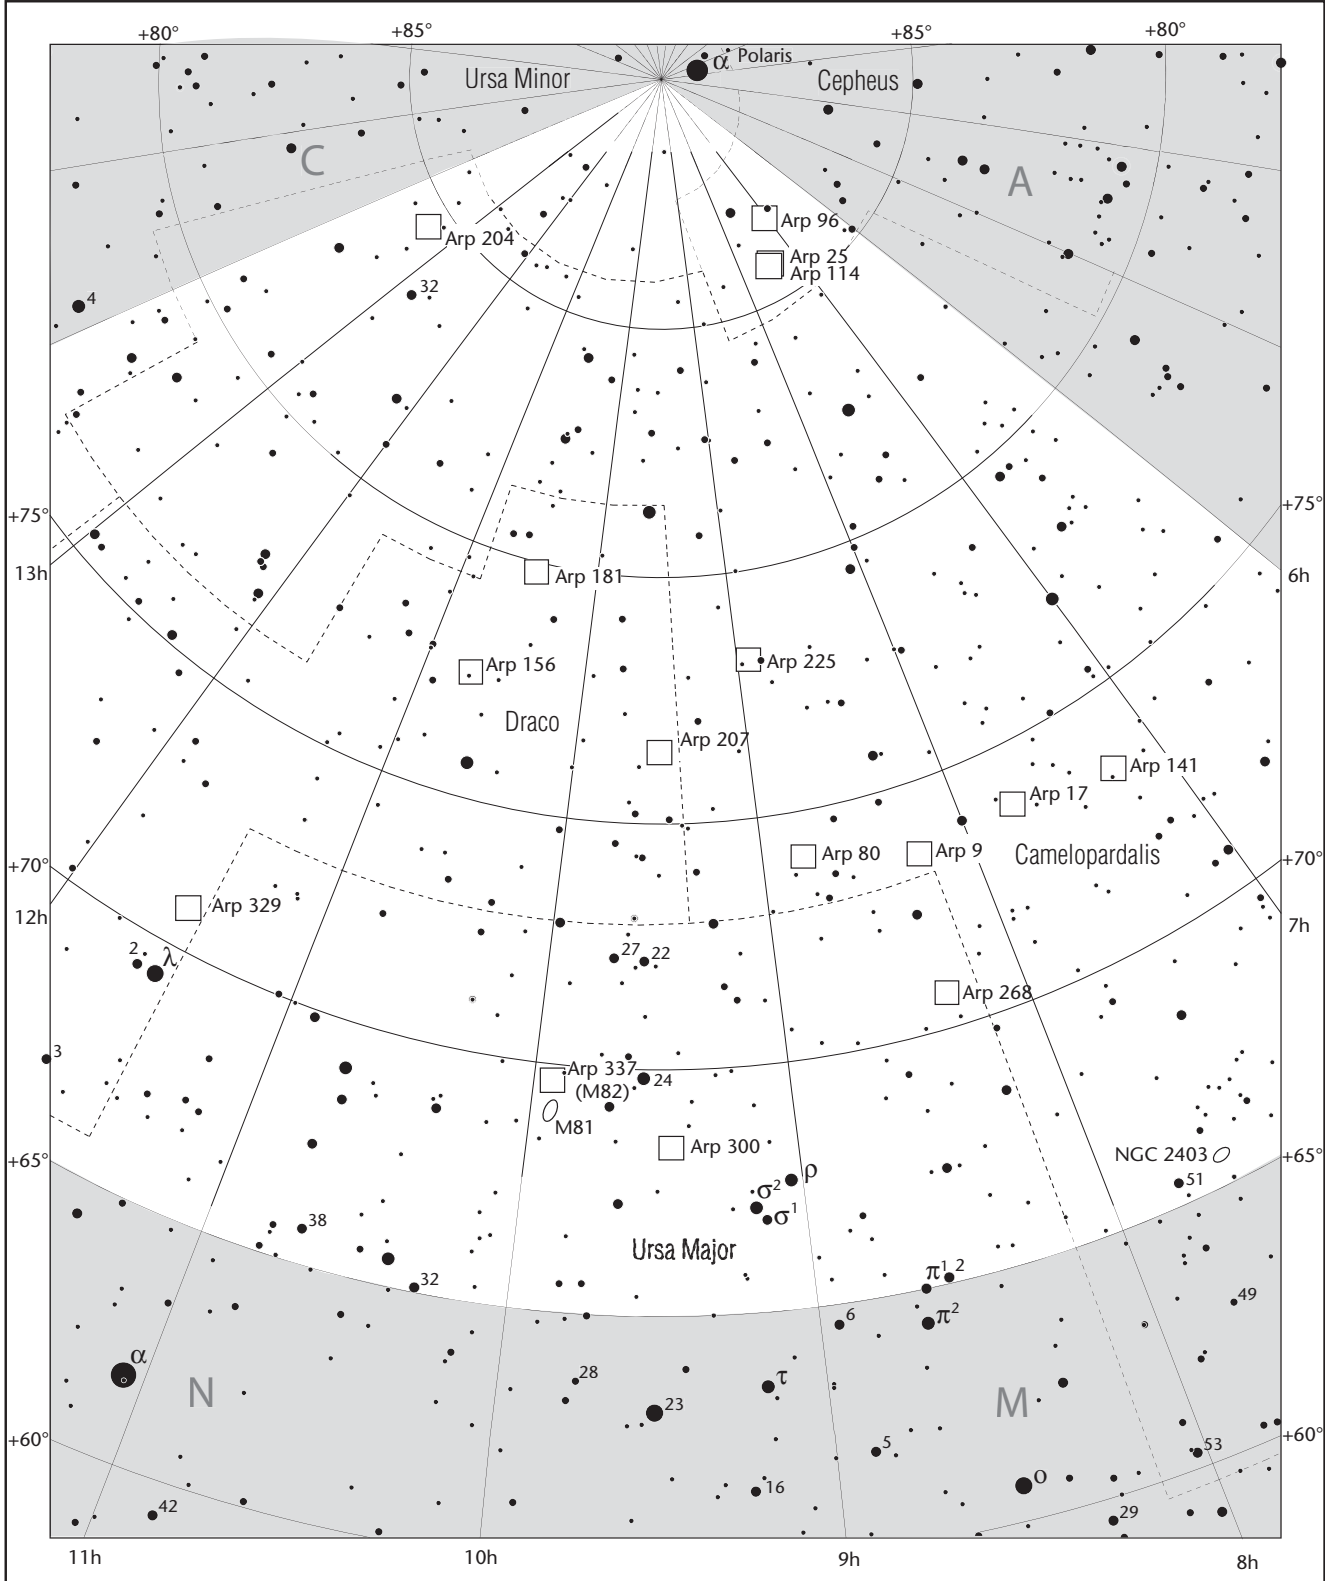 +80° +85° +85° +80°
Ursa Minor α Polaris Cepheus
C A
Arp 96
Arp 204 Arp 25
Arp 114
4 32
+75° +75°
13h Arp 181 6h
Arp 156 Arp 225
Draco
Arp 207
Arp 141
Arp 17
Arp 80 Arp 9 Camelopardalis
+70° +70°
Arp 329
12h 7h
2 λ 27 22
Arp 268
3
Arp 337 24
(M82)
M81
Arp 300 NGC 2403
+65° ρ +65°
σ² 51
σ¹
38
Ursa Major
32 π¹ 2
6 π² 49
α
28 τ
N 23 M
+60° 5 53 +60°
16 ο
42 29
11h 10h 9h 8h